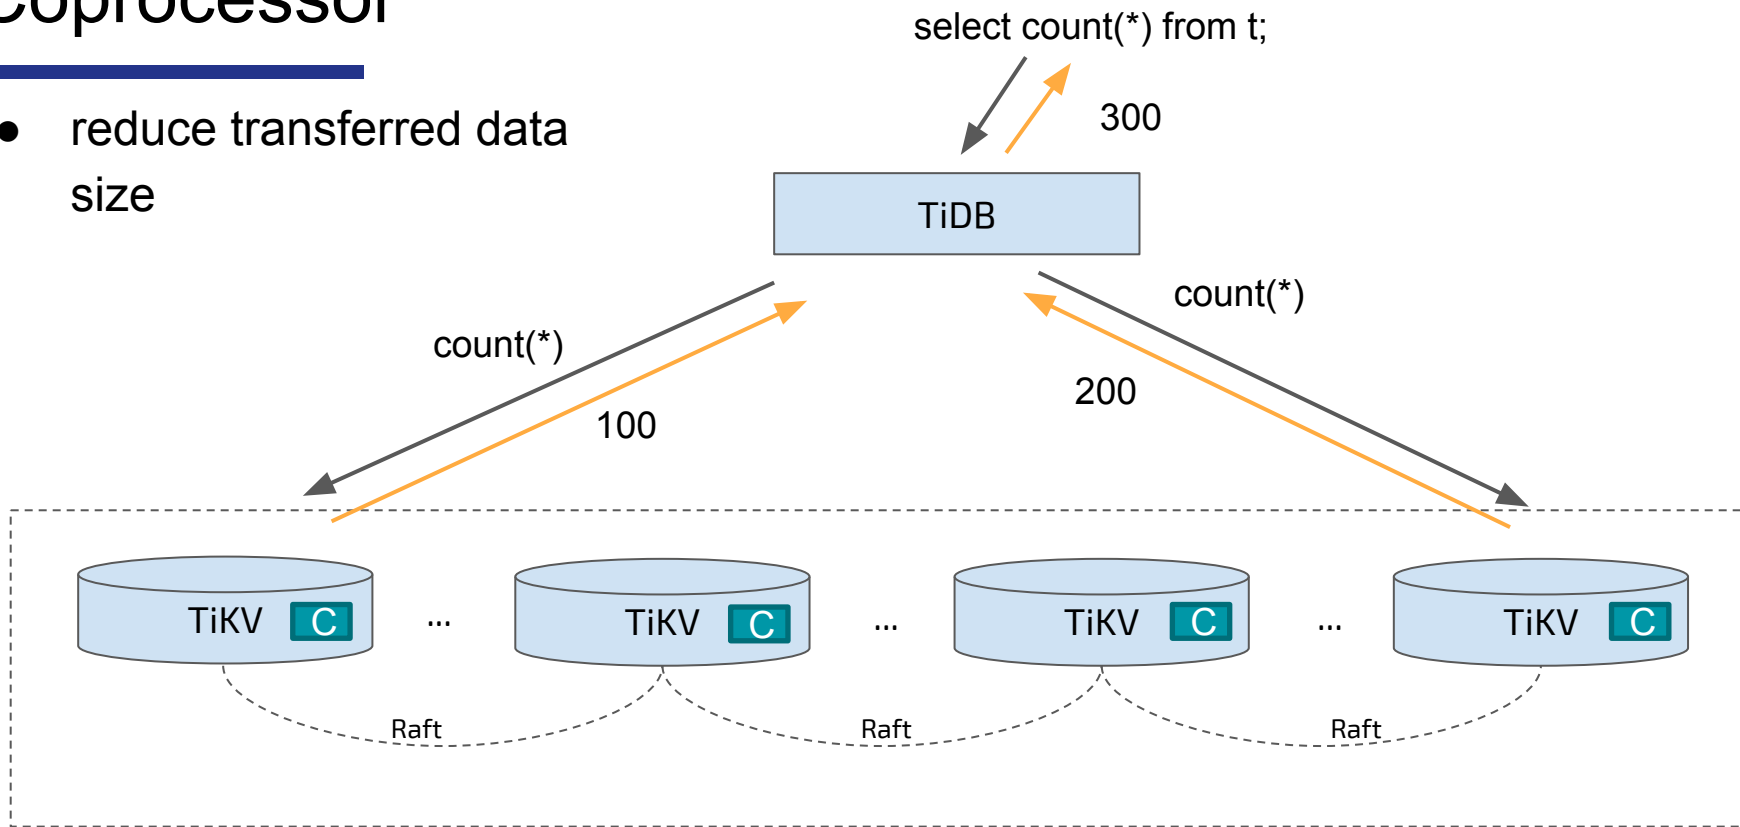 Coprocessor
● reduce transferred data
size
select count(*) from t;
300
TiDB
count(*)
count(*)
100
200
TiKV C ... TiKV C ... TiKV C ... TiKV C
Raft Raft Raft